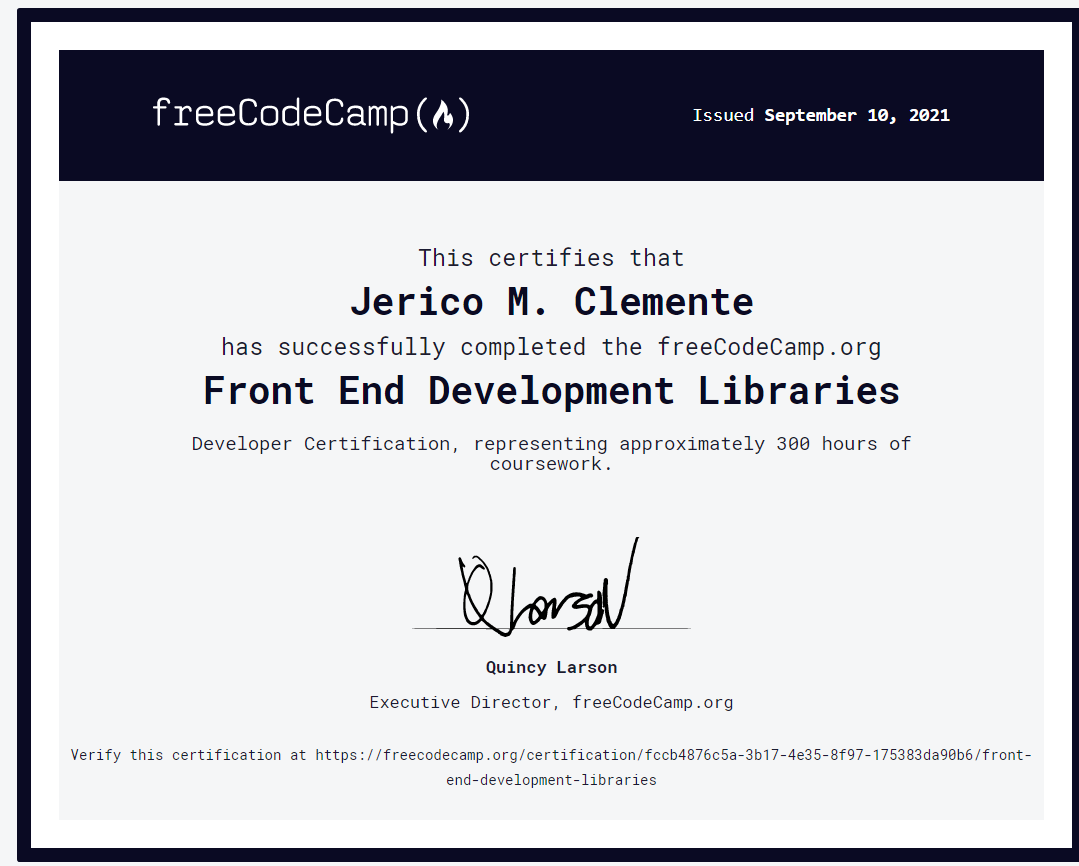 freeCodeCamp(🔥)
Issued September 10, 2021
This certifies that
Jerico M. Clemente
has successfully completed the freeCodeCamp.org
Front End Development Libraries
Developer Certification, representing approximately 300 hours of
coursework.
Q Larson
Quincy Larson
Executive Director, freeCodeCamp.org
Verify this certification at https://freecodecamp.org/certification/fccb4876c5a-3b17-4e35-8f97-175383da90b6/front-
end-development-libraries